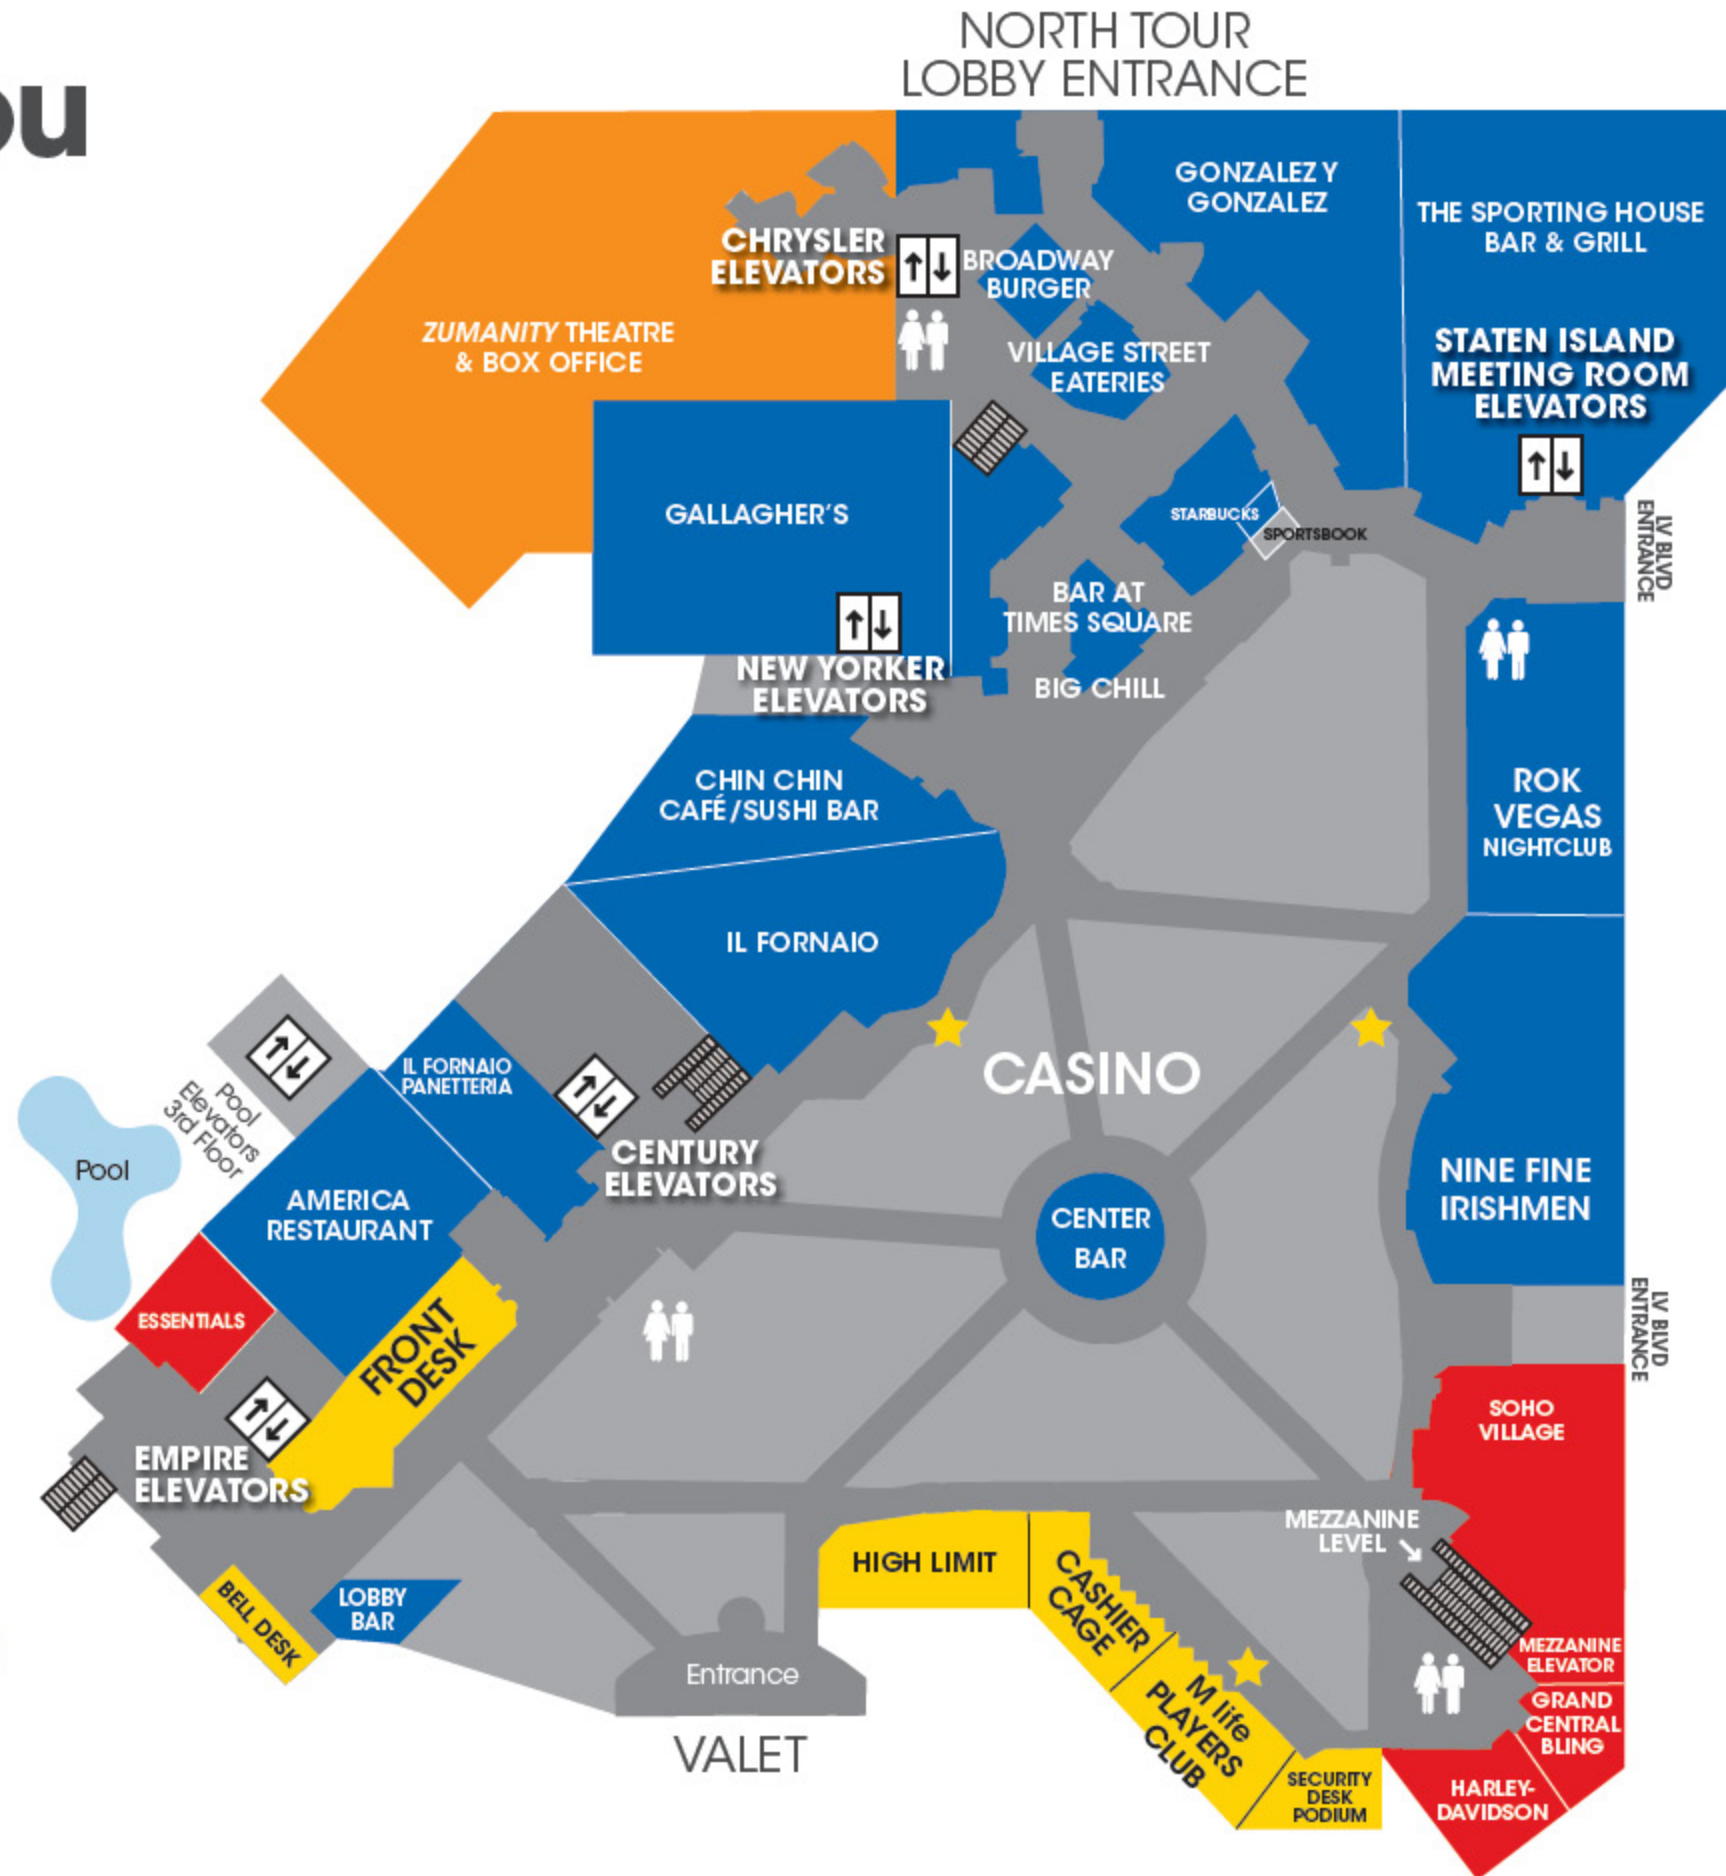 ou
NORTH TOUR
LOBBY ENTRANCE
GONZALEZ Y
GONZALEZ
THE SPORTING HOUSE
BAR & GRILL
CHRYSLER
ELEVATORS
BROADWAY
BURGER
ZUMANITY THEATRE
& BOX OFFICE
VILLAGE STREET
EATERIES
STATEN ISLAND
MEETING ROOM
ELEVATORS
GALLAGHER'S
STARBUCKS
SPORTSBOOK
LV BLVD
ENTRANCE
BAR AT
TIMES SQUARE
BIG CHILL
NEW YORKER
ELEVATORS
CHIN CHIN
CAFÉ/SUSHI BAR
ROK
VEGAS
NIGHTCLUB
IL FORNAIO
IL FORNAIO
PANETTERIA
CASINO
Pool
Elevators
3rd Floor
Pool
CENTURY
ELEVATORS
NINE FINE
IRISHMEN
AMERICA
RESTAURANT
CENTER
BAR
ESSENTIALS
FRONT
DESK
LV BLVD
ENTRANCE
SOHO
VILLAGE
EMPIRE
ELEVATORS
MEZZANINE
LEVEL
HIGH LIMIT
CASHIER
CAGE
BELL DESK
LOBBY
BAR
MEZZANINE
ELEVATOR
Entrance
M life
PLAYERS
CLUB
GRAND
CENTRAL
BLING
VALET
SECURITY
DESK
PODIUM
HARLEY-
DAVIDSON